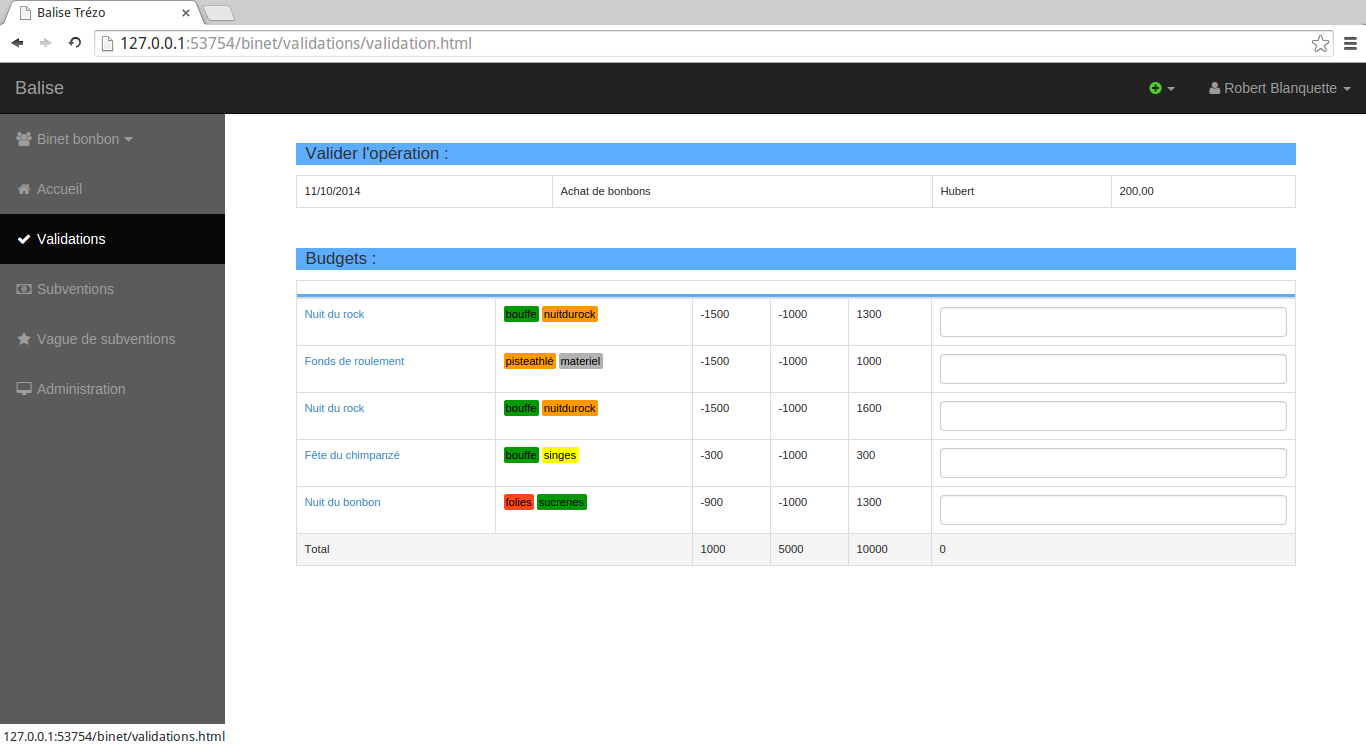 Balise Trézo
127.0.0.1:53754/binet/validations/validation.html
Balise
Robert Blanquette
Binet bonbon
Accueil
Validations
Subventions
Vague de subventions
Administration
Valider l'opération :
11/10/2014 Achat de bonbons Hubert 200,00
Budgets :
Nuit du rock bouffe nuitdurock -1500 -1000 1300
Fonds de roulement pisteathlé materiel -1500 -1000 1000
Nuit du rock bouffe nuitdurock -1500 -1000 1600
Fête du chimpanzé bouffe singes -300 -1000 300
Nuit du bonbon folies sucreries -900 -1000 1300
Total 1000 5000 10000 0
127.0.0.1:53754/binet/validations.html